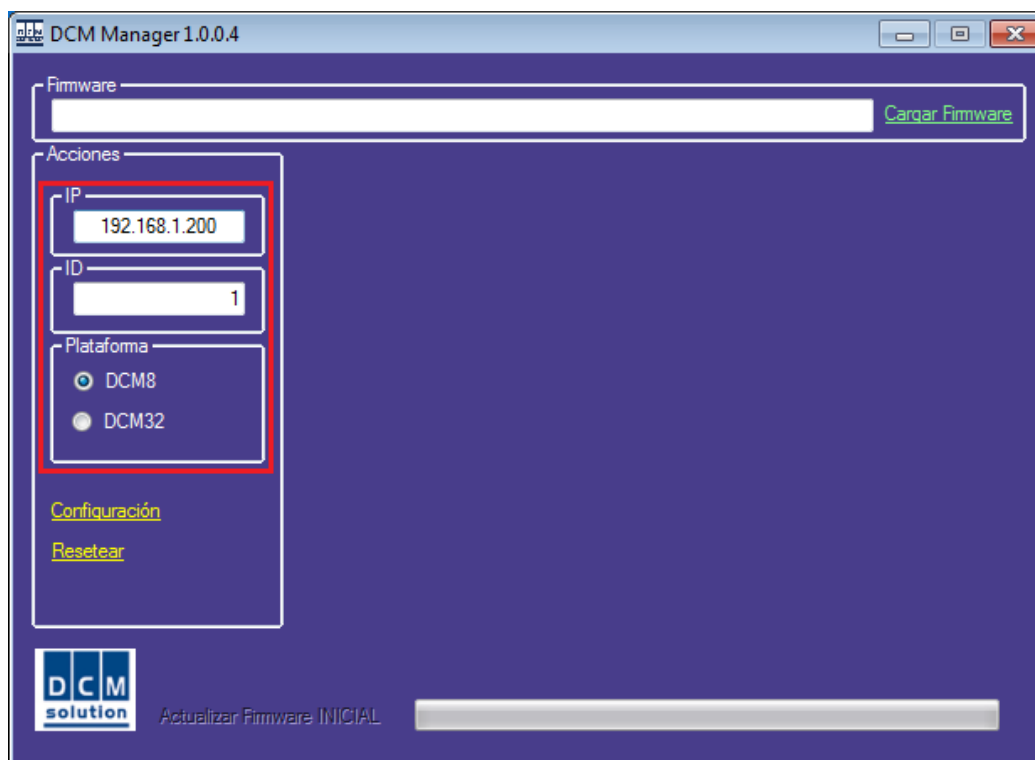 DCM Manager 1.0.0.4
Firmware
Cargar Firmware
Acciones
IP
192.168.1.200
ID
1
Plataforma
DCM8
DCM32
Configuración
Resetear
DCM
solution
Actualizar Firmware INICIAL